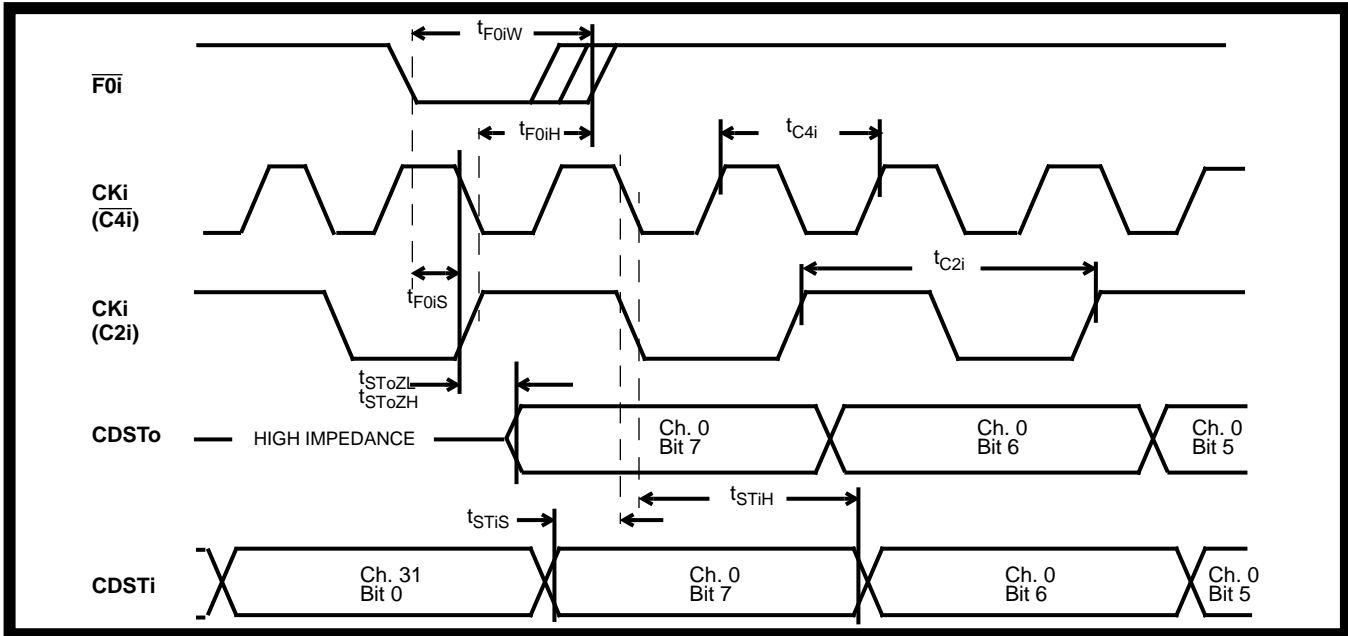 tF0iW
F0i
tF0iH
tC4i
CKi
(C4i)
tC2i
tF0iS
CKi
(C2i)
tSToZL
tSToZH
CDSTo
HIGH IMPEDANCE
Ch. 0
Bit 7
Ch. 0
Bit 6
Ch. 0
Bit 5
tSTiH
tSTiS
CDSTi
Ch. 31
Bit 0
Ch. 0
Bit 7
Ch. 0
Bit 6
Ch. 0
Bit 5